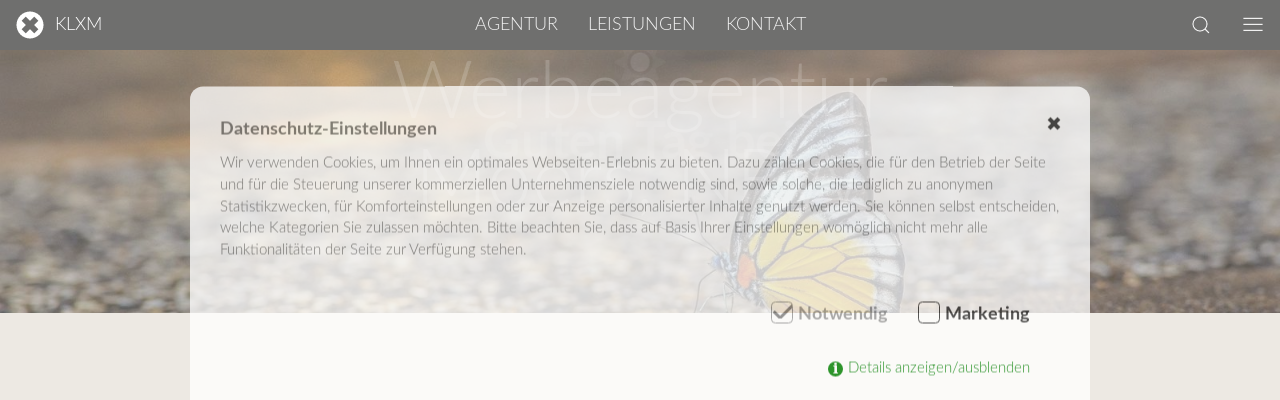 KLXM
AGENTUR LEISTUNGEN KONTAKT
Werbeagentur
Datenschutz-Einstellungen
Wir verwenden Cookies, um Ihnen ein optimales Webseiten-Erlebnis zu bieten. Dazu zählen Cookies, die für den Betrieb der Seite
und für die Steuerung unserer kommerziellen Unternehmensziele notwendig sind, sowie solche, die lediglich zu anonymen
Statistikzwecken, für Komforteinstellungen oder zur Anzeige personalisierter Inhalte genutzt werden. Sie können selbst entscheiden,
welche Kategorien Sie zulassen möchten. Bitte beachten Sie, dass auf Basis Ihrer Einstellungen womöglich nicht mehr alle
Funktionalitäten der Seite zur Verfügung stehen.
Notwendig Marketing
Details anzeigen/ausblenden